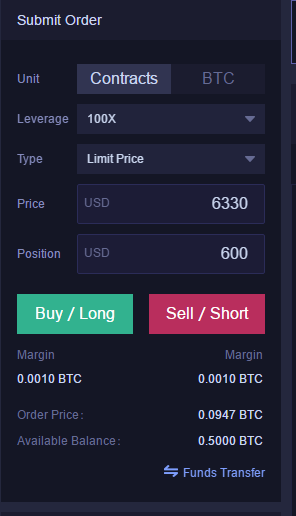 Submit Order
Unit Contracts BTC
Leverage 100X
Type Limit Price
Price USD 6330
Position USD 600
Buy / Long Sell / Short
Margin Margin
0.0010 BTC 0.0010 BTC
Order Price: 0.0947 BTC
Available Balance: 0.5000 BTC
Funds Transfer